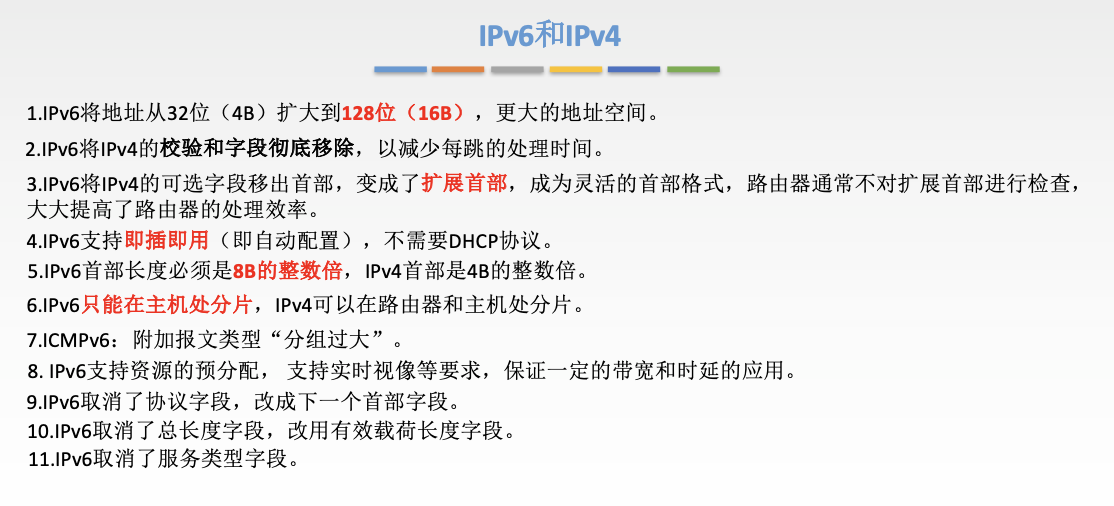 IPv6和IPv4
1.IPv6将地址从32位（4B）扩大到128位（16B），更大的地址空间。
2.IPv6将IPv4的校验和字段彻底移除，以减少每跳的处理时间。
3.IPv6将IPv4的可选字段移出首部，变成了扩展首部，成为灵活的首部格式，路由器通常不对扩展首部进行检查，
大大提高了路由器的处理效率。
4.IPv6支持即插即用（即自动配置），不需要DHCP协议。
5.IPv6首部长度必须是8B的整数倍，IPv4首部是4B的整数倍。
6.IPv6只能在主机处分片，IPv4可以在路由器和主机处分片。
7.ICMPv6：附加报文类型“分组过大”。
8. IPv6支持资源的预分配， 支持实时视像等要求，保证一定的带宽和时延的应用。
9.IPv6取消了协议字段，改成下一个首部字段。
10.IPv6取消了总长度字段，改用有效载荷长度字段。
11.IPv6取消了服务类型字段。